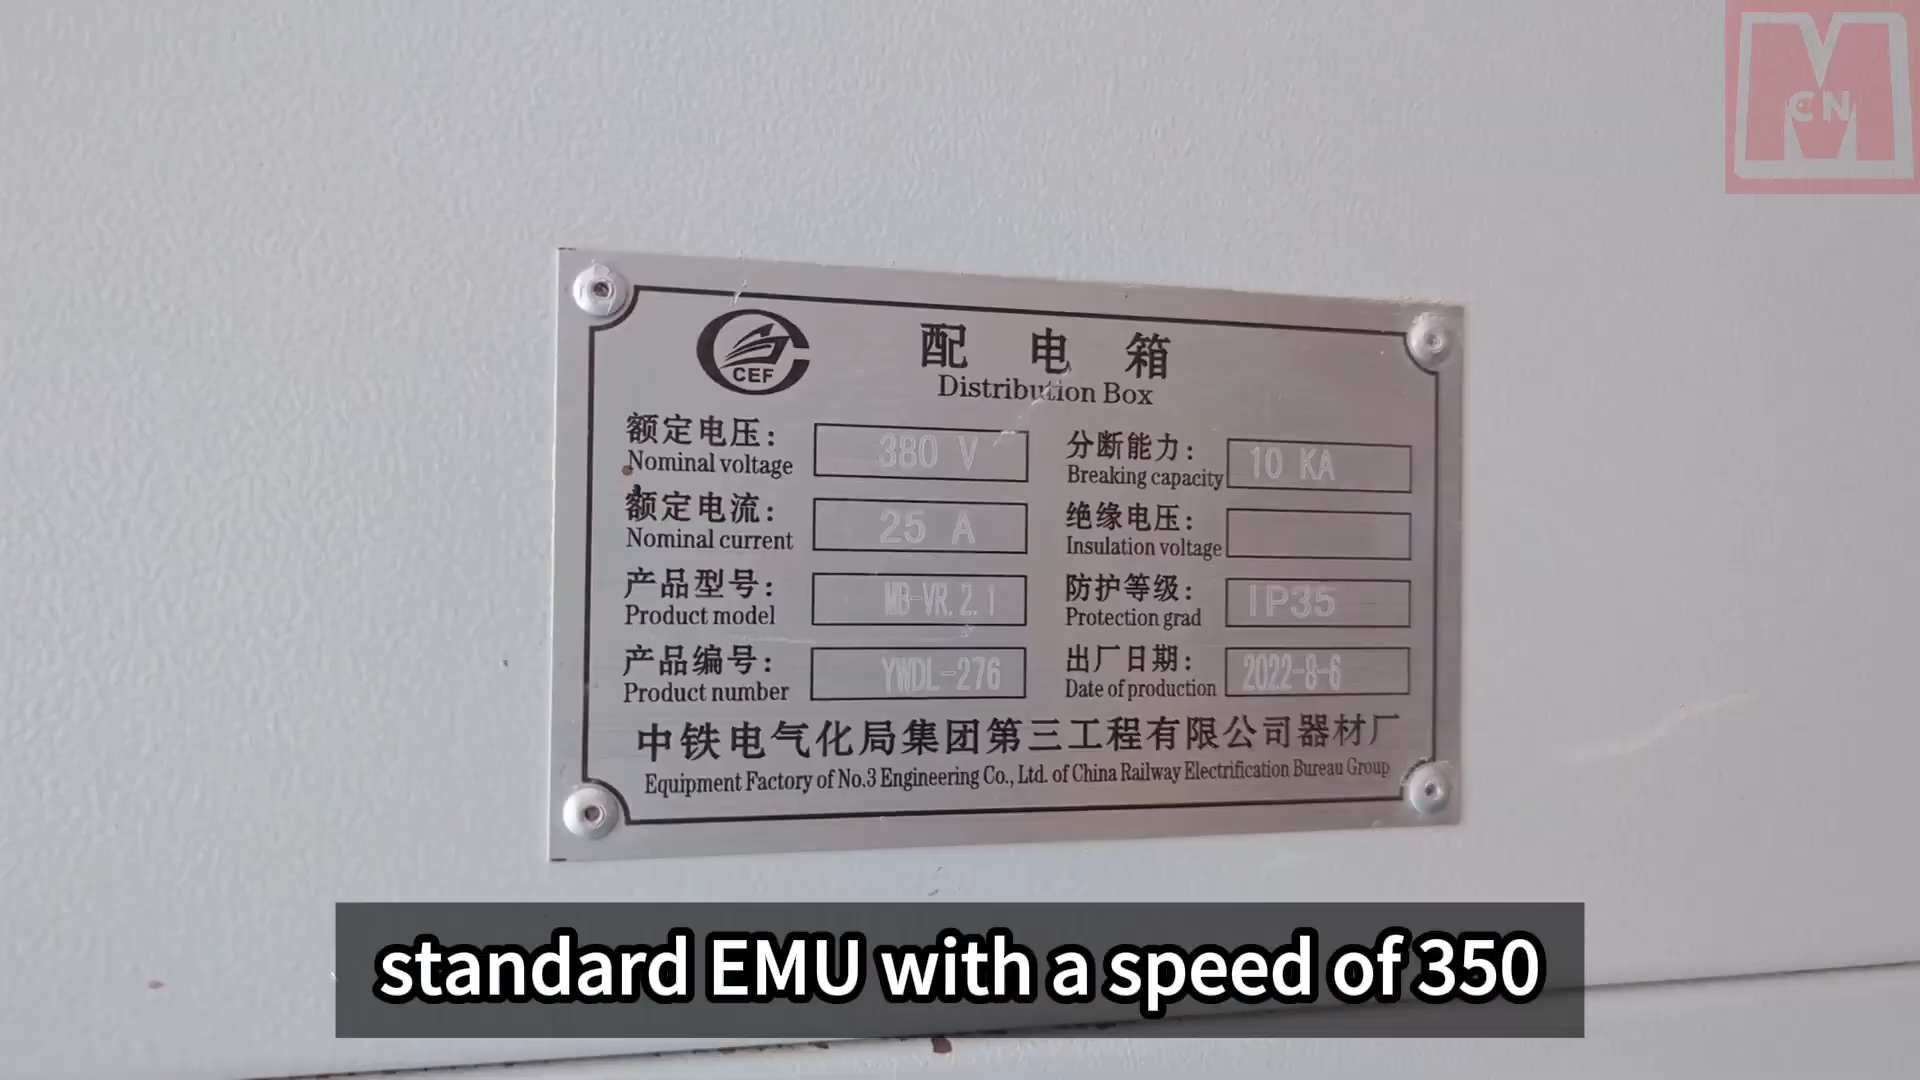 CN
M
CEF
配电箱
Distribution Box
额定电压: 380 V
Nominal voltage
分断能力: 10 KA
Breaking capacity
额定电流: 25 A
Nominal current
绝缘电压:
Insulation voltage
产品型号: MB-VR.2.1
Product model
防护等级: IP35
Protection grad
产品编号: YWDL-276
Product number
出厂日期: 2022-8-6
Date of production
中铁电气化局集团第三工程有限公司器材厂
Equipment Factory of No.3 Engineering Co., Ltd. of China Railway Electrification Bureau Group
standard EMU with a speed of 350